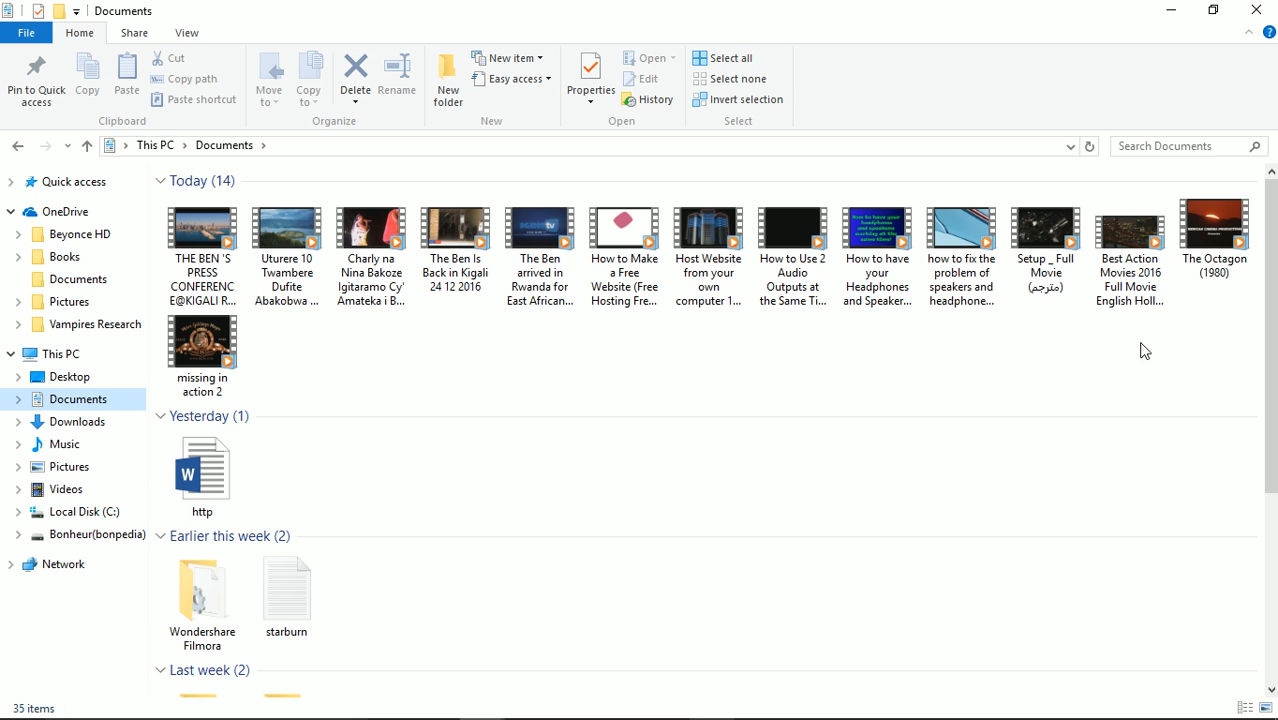 Documents
File Home Share View
Pin to Quick access
Copy
Paste
Cut
Copy path
Paste shortcut
Clipboard
Move to
Copy to
Delete
Rename
Organize
New folder
New item
Easy access
New
Properties
Open
Edit
History
Open
Select all
Select none
Invert selection
Select
This PC > Documents >
Search Documents
Quick access
OneDrive
Beyonce HD
Books
Documents
Pictures
Vampires Research
This PC
Desktop
Documents
Downloads
Music
Pictures
Videos
Local Disk (C:)
Bonheur(bonpedia)
Network
Today (14)
THE BEN 'S
PRESS
CONFERENC
E@KIGALI R...
Uturere 10
Twambere
Dufite
Abakobwa ...
Charly na
Nina Bakoze
Igitaramo Cy'
Amateka i B...
The Ben Is
Back in Kigali
24 12 2016
The Ben
arrived in
Rwanda for
East African...
How to Make
a Free
Website (Free
Hosting Fre...
Host Website
from your
own
computer 1...
How to Use 2
Audio
Outputs at
the Same Ti...
How to have
your
Headphones
and Speaker...
how to fix the
problem of
speakers and
headphone...
Setup _ Full
Movie
(مترجم)
Best Action
Movies 2016
Full Movie
English Holl...
The Octagon
(1980)
missing in
action 2
Yesterday (1)
W
http
Earlier this week (2)
Wondershare
Filmora
starburn
Last week (2)
35 items